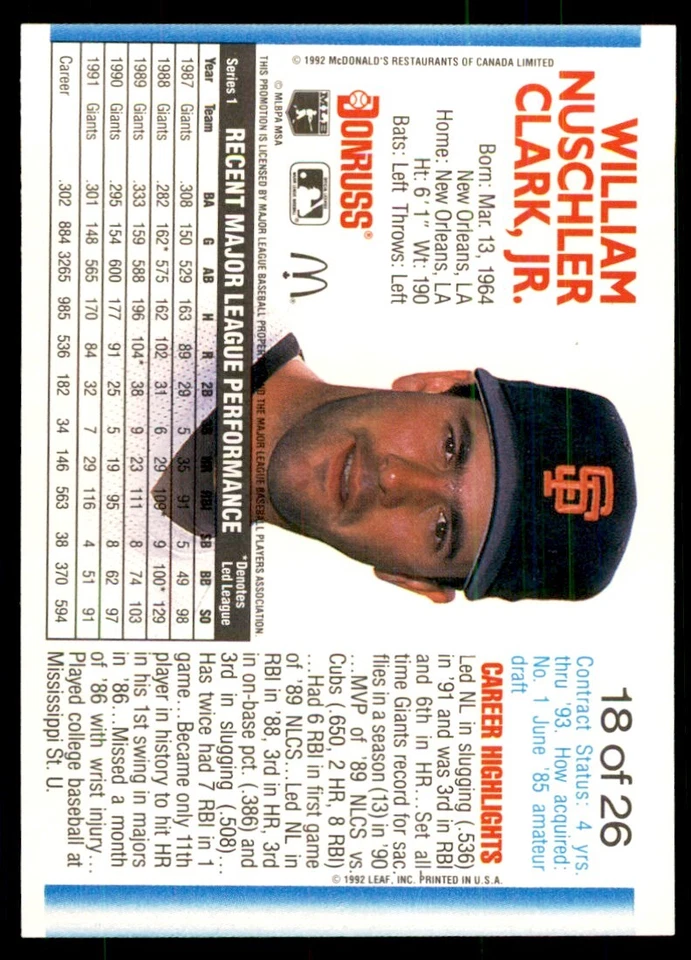 © 1992 McDONALD'S RESTAURANTS OF CANADA LIMITED
WILLIAM
NUSCHLER
CLARK, JR.
Born: Mar. 13, 1964
New Orleans, LA
Home: New Orleans, LA
Ht: 6' 1" Wt: 190
Bats: Left Throws: Left
DONRUSS®
MLB
© MLBPA MSA
SF
18 of 26
Contract Status: 4 yrs.
thru '93. How acquired:
No. 1 June '85 amateur
draft
CAREER HIGHLIGHTS
Led NL in slugging (.536)
in '91 and was 3rd in RBI
and 6th in HR... Set all
time Giants record for sac
flies in a season (13) in '90
...MVP of '89 NLCS vs
Cubs (.650, 2 HR, 8 RBI)
...Had 6 RBI in first game
of '89 NLCS...Led NL in
RBI in '88, 3rd in HR, 3rd
in on-base pct. (.386) and
3rd in slugging (.508)...
Has twice had 7 RBI in 1
game... Became only 11th
player in history to hit HR
in his 1st swing in majors
in '86...Missed a month
of '86 with wrist injury...
Played college baseball at
Mississippi St. U.
© 1992 LEAF, INC. PRINTED IN U.S.A.
THIS PROMOTION IS LICENSED BY MAJOR LEAGUE BASEBALL PROPERTIES AND THE MAJOR LEAGUE BASEBALL PLAYERS ASSOCIATION.
Series 1 RECENT MAJOR LEAGUE PERFORMANCE *Denotes Led League
Year Team BA G AB H R 2B 3B HR RBI SB BB SO
1987 Giants .308 150 529 163 89 29 5 35 91 5 49 98
1988 Giants .282 162* 575 162 102 31 6 29 109* 9 100* 129
1989 Giants .333 159 588 196 104* 38 9 23 111 8 74 103
1990 Giants .295 154 600 177 91 25 5 19 95 8 62 97
1991 Giants .301 148 565 170 84 32 7 29 116 4 51 91
Career .302 884 3265 985 536 182 34 146 563 38 370 594